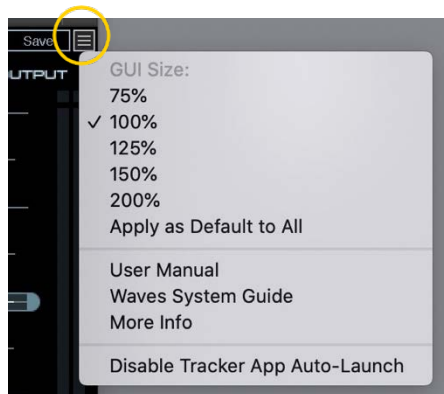 Save
UTPUT
GUI Size:
75%
✓ 100%
125%
150%
200%
Apply as Default to All
User Manual
Waves System Guide
More Info
Disable Tracker App Auto-Launch